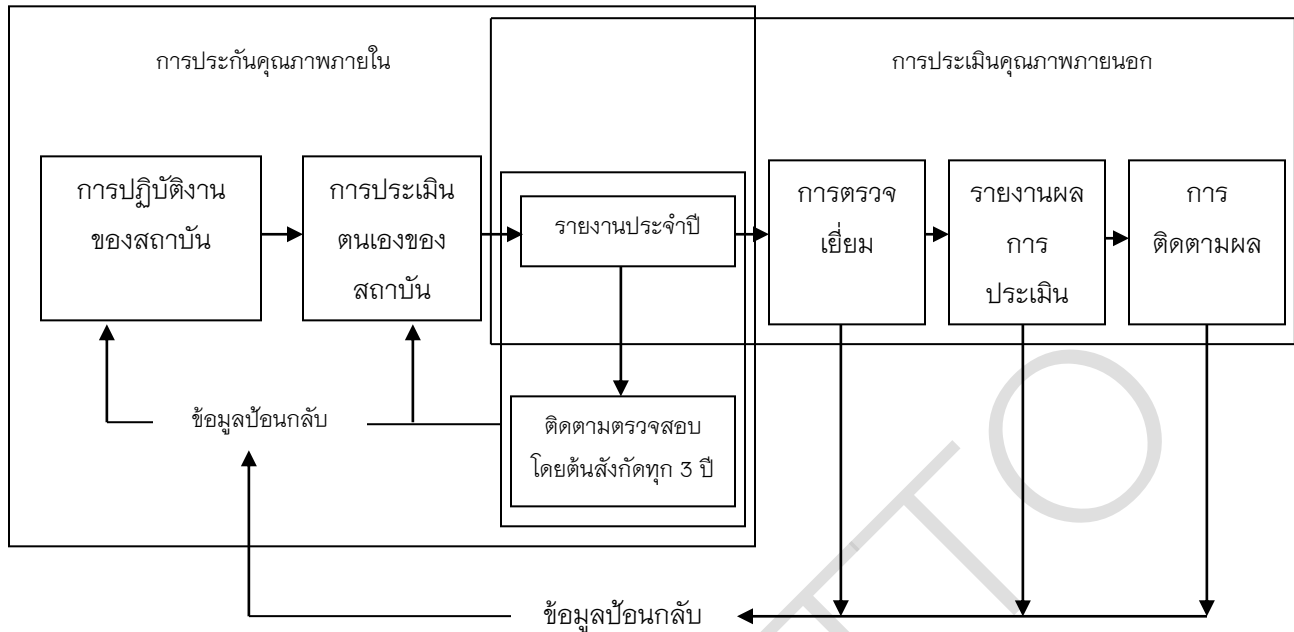 การประกันคุณภาพภายใน
การประเมินคุณภาพภายนอก
การปฏิบัติงาน
ของสถาบัน
การประเมิน
ตนเองของ
สถาบัน
รายงานประจำปี
การตรวจ
เยี่ยม
รายงานผล
การ
ประเมิน
การ
ติดตามผล
ข้อมูลป้อนกลับ
ติดตามตรวจสอบ
โดยต้นสังกัดทุก 3 ปี
ข้อมูลป้อนกลับ